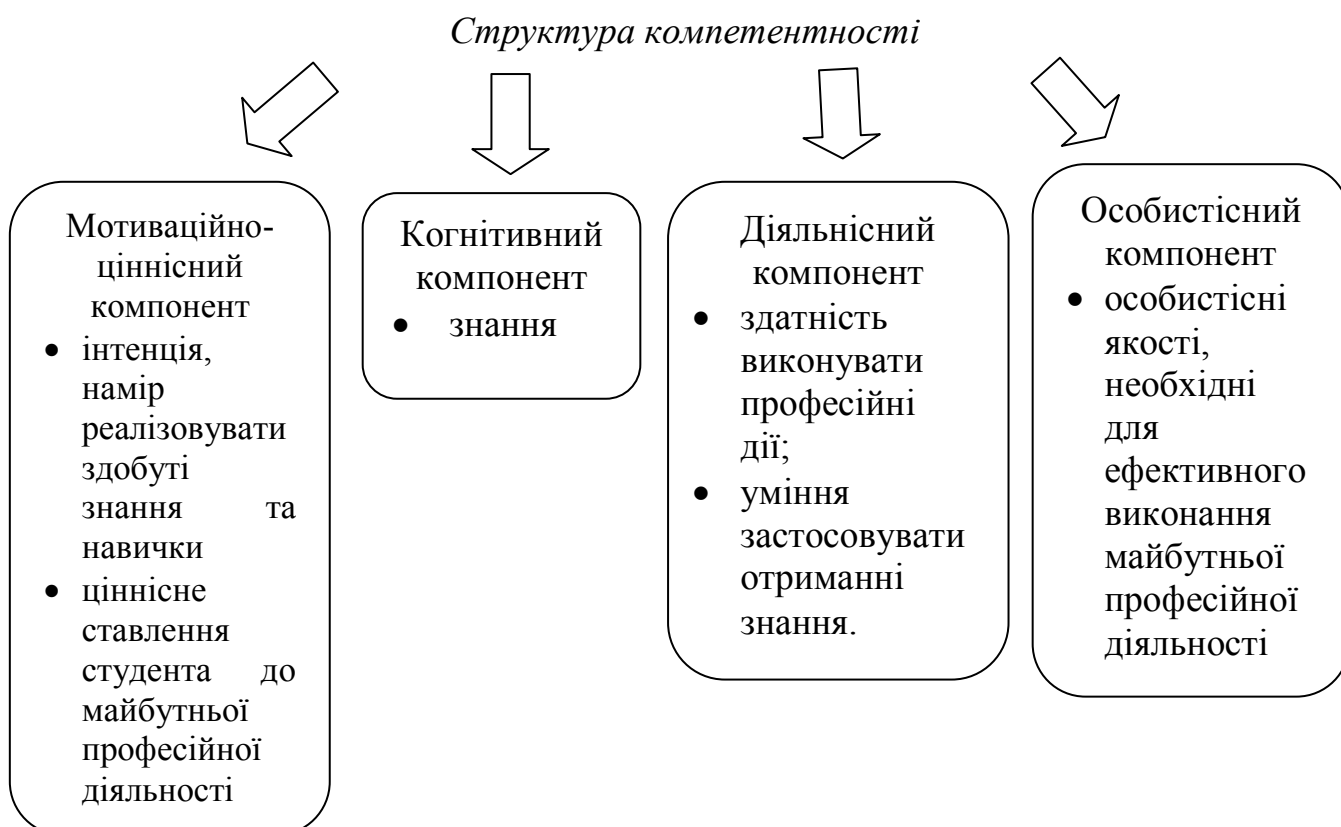 Структура компетентності
Мотиваційно-
ціннісний
компонент
• інтенція,
намір
реалізовувати
здобуті
знання та
навички
• ціннісне
ставлення
студента до
майбутньої
професійної
діяльності
Когнітивний
компонент
• знання
Діяльнісний
компонент
• здатність
виконувати
професійні
дії;
• уміння
застосовувати
отриманні
знання.
Особистісний
компонент
• особистісні
якості,
необхідні
для
ефективного
виконання
майбутньої
професійної
діяльності